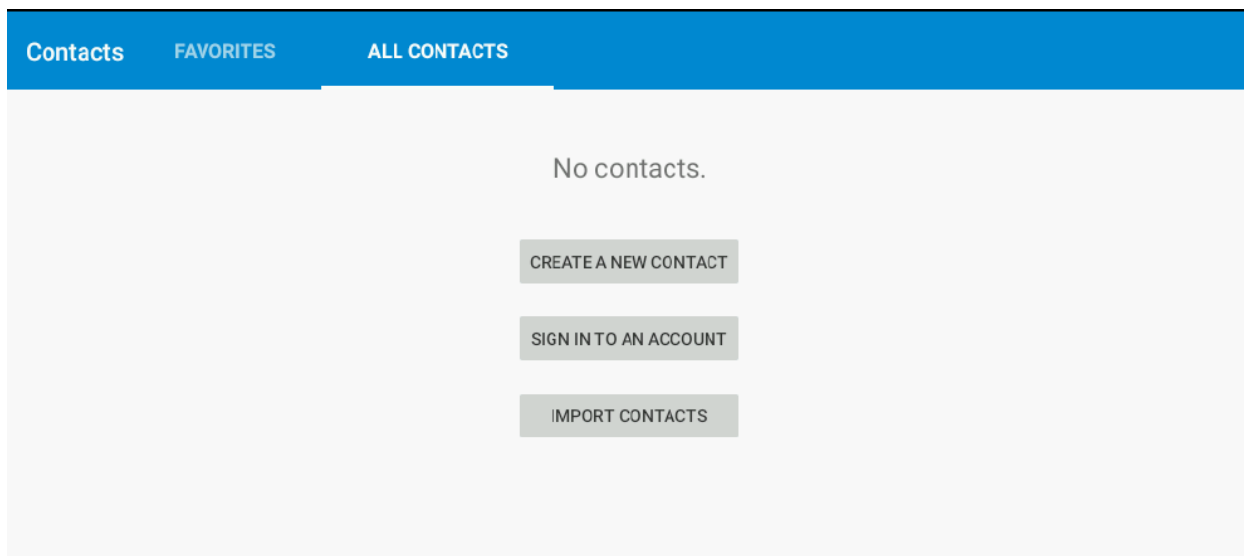 Contacts FAVORITES ALL CONTACTS
No contacts.
CREATE A NEW CONTACT
SIGN IN TO AN ACCOUNT
IMPORT CONTACTS